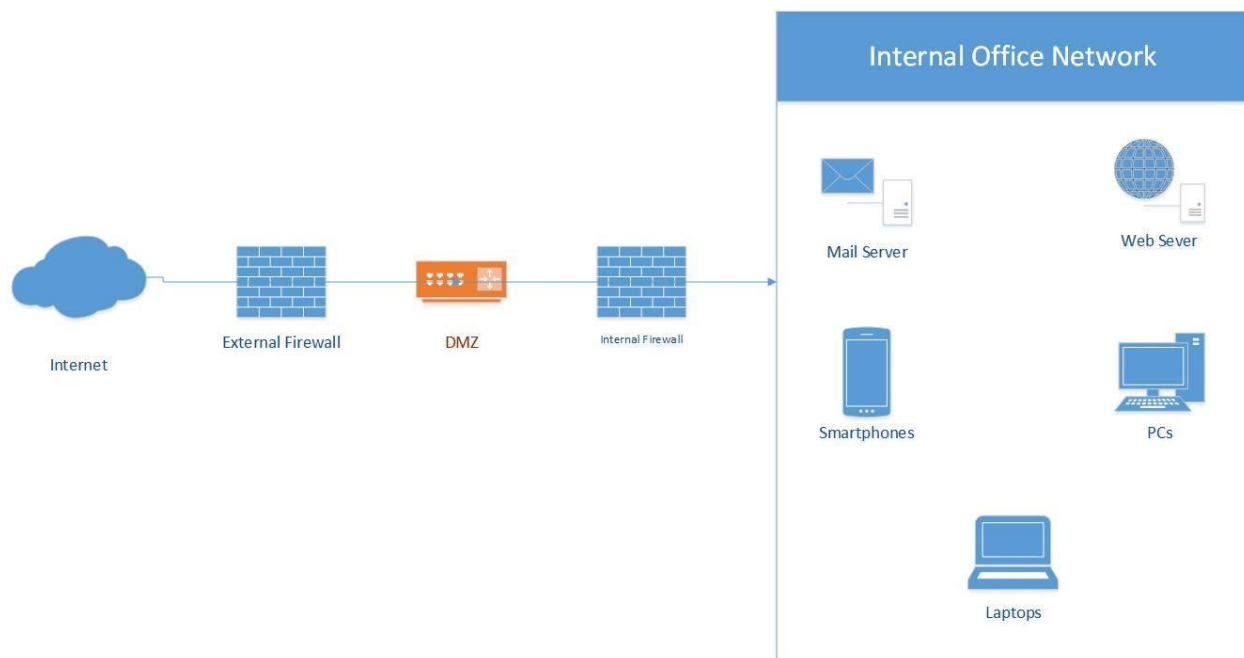 Internal Office Network
Mail Server
Web Sever
Internet
External Firewall
DMZ
Internal Firewall
Smartphones
PCs
Laptops